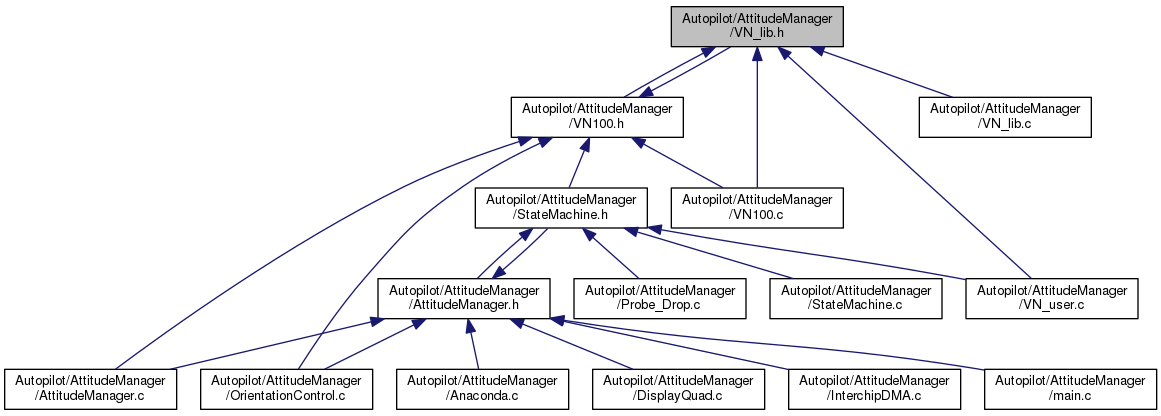 Autopilot/AttitudeManager
/VN_lib.h
Autopilot/AttitudeManager
/VN100.h
Autopilot/AttitudeManager
/VN_lib.c
Autopilot/AttitudeManager
/StateMachine.h
Autopilot/AttitudeManager
/VN100.c
Autopilot/AttitudeManager
/AttitudeManager.h
Autopilot/AttitudeManager
/Probe_Drop.c
Autopilot/AttitudeManager
/StateMachine.c
Autopilot/AttitudeManager
/VN_user.c
Autopilot/AttitudeManager
/AttitudeManager.c
Autopilot/AttitudeManager
/OrientationControl.c
Autopilot/AttitudeManager
/Anaconda.c
Autopilot/AttitudeManager
/DisplayQuad.c
Autopilot/AttitudeManager
/InterchipDMA.c
Autopilot/AttitudeManager
/main.c